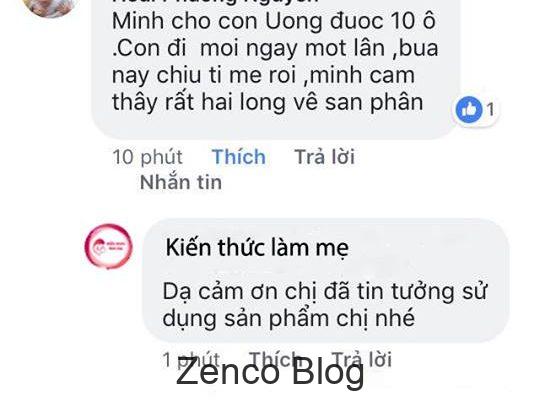 Minh cho con Uong đuoc 10 ô
.Con đi moi ngay mot lân ,bua
nay chiu ti me roi ,minh cam
thây rất hai long vê san phân
1
10 phút Thích Trả lời
Nhắn tin
Kiến thức làm mẹ
Dạ cảm ơn chị đã tin tưởng sử
dụng sản phẩm chị nhé
1 phút Thích Trả lời
Zenco Blog